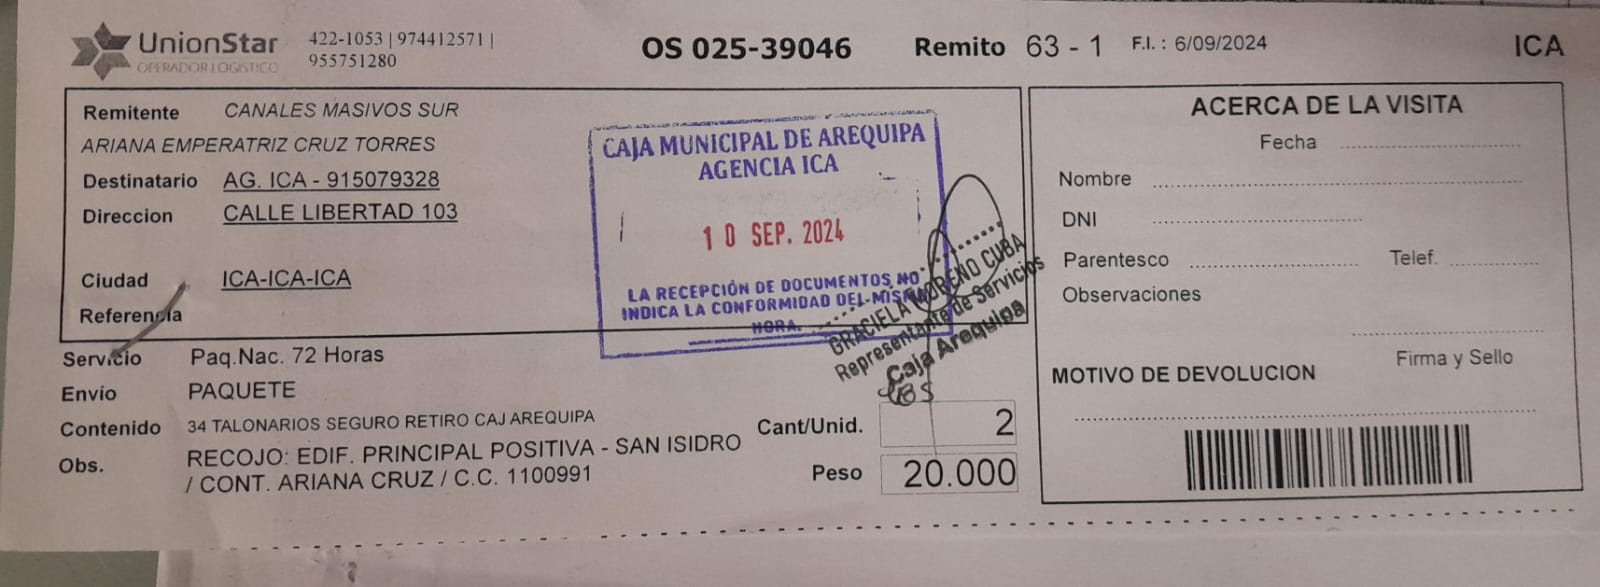 UnionStar
OPERADOR LOGISTICO
422-1053 | 974412571 |
955751280
OS 025-39046
Remito 63 - 1
F.I. : 6/09/2024
ICA
Remitente CANALES MASIVOS SUR
ARIANA EMPERATRIZ CRUZ TORRES
Destinatario AG. ICA - 915079328
Direccion CALLE LIBERTAD 103
Ciudad ICA-ICA-ICA
Referencia
CAJA MUNICIPAL DE AREQUIPA
AGENCIA ICA
10 SEP. 2024
LA RECEPCIÓN DE DOCUMENTOS NO
INDICA LA CONFORMIDAD DEL MISMO
HORA.
GRACIELA MORENO CUBA
Representante de Servicios
Caja Arequipa
Servicio Paq.Nac. 72 Horas
Envío PAQUETE
Contenido 34 TALONARIOS SEGURO RETIRO CAJ AREQUIPA
Obs. RECOJO: EDIF. PRINCIPAL POSITIVA - SAN ISIDRO
/ CONT. ARIANA CRUZ / C.C. 1100991
Cant/Unid. 2
Peso 20.000
ACERCA DE LA VISITA
Fecha
Nombre
DNI
Parentesco Telef.
Observaciones
Firma y Sello
MOTIVO DE DEVOLUCION